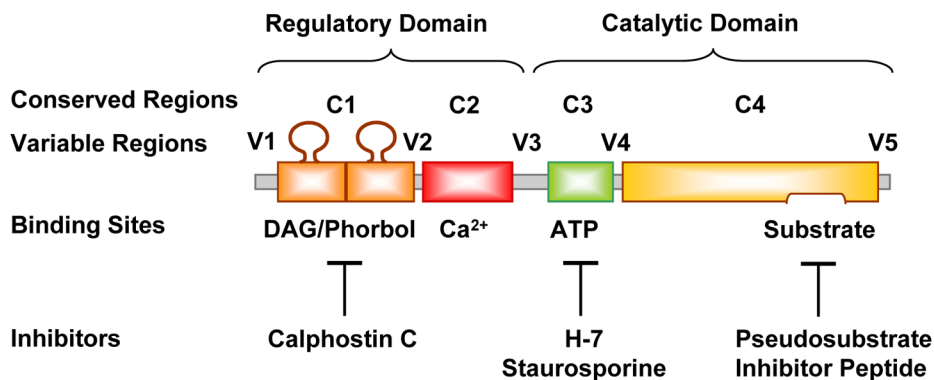 Regulatory Domain Catalytic Domain
Conserved Regions C1 C2 C3 C4
Variable Regions V1 V2 V3 V4 V5
Binding Sites DAG/Phorbol Ca²⁺ ATP Substrate
Inhibitors Calphostin C H-7 Pseudosubstrate
Staurosporine Inhibitor Peptide